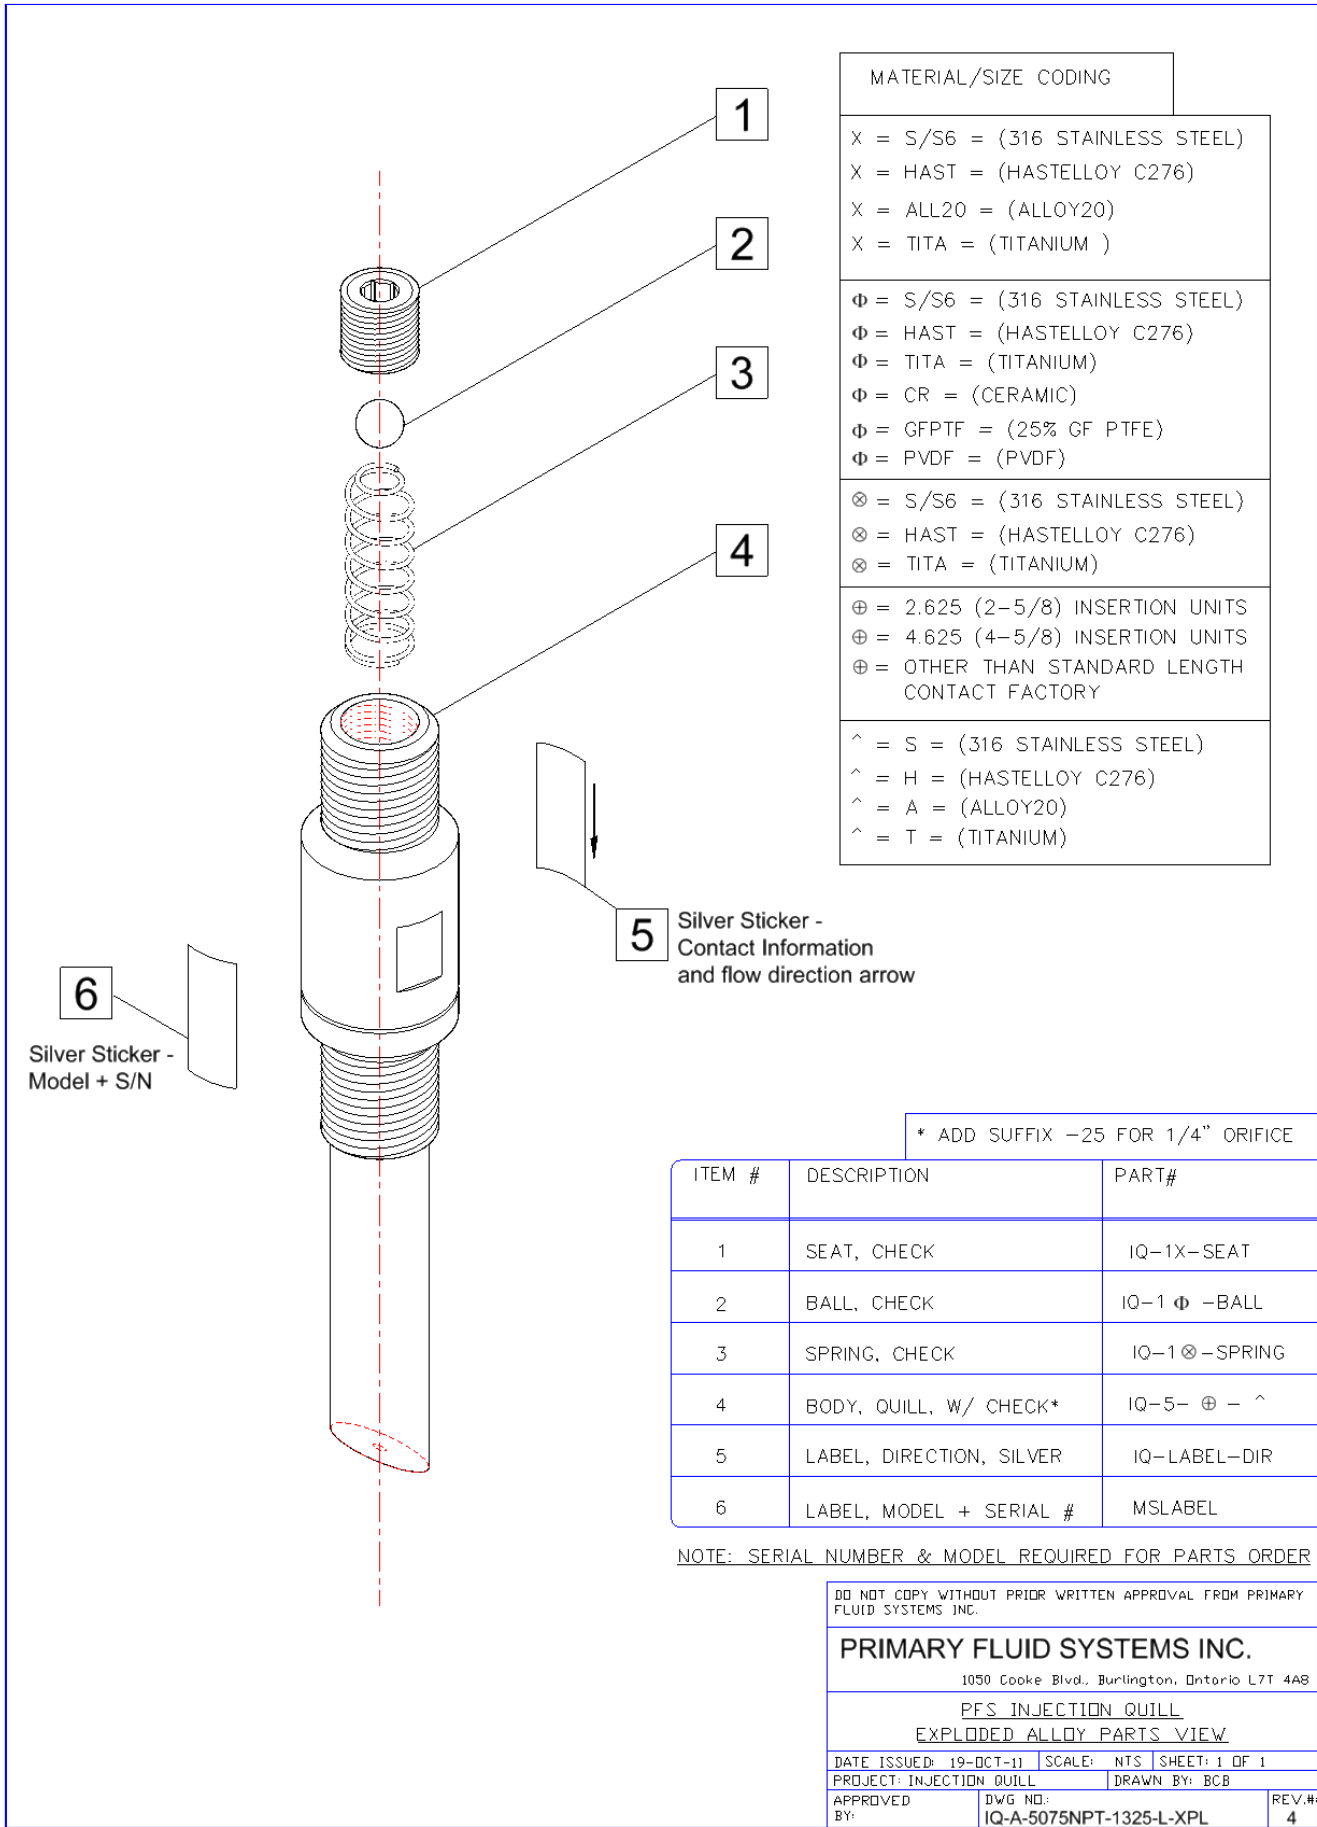 1
2
3
4
5
Silver Sticker -
Contact Information
and flow direction arrow
6
Silver Sticker -
Model + S/N
MATERIAL/SIZE CODING
X = S/S6 = (316 STAINLESS STEEL)
X = HAST = (HASTELLOY C276)
X = ALL20 = (ALLOY20)
X = TITA = (TITANIUM )
Φ = S/S6 = (316 STAINLESS STEEL)
Φ = HAST = (HASTELLOY C276)
Φ = TITA = (TITANIUM)
Φ = CR = (CERAMIC)
Φ = GFPTF = (25% GF PTFE)
Φ = PVDF = (PVDF)
⊗ = S/S6 = (316 STAINLESS STEEL)
⊗ = HAST = (HASTELLOY C276)
⊗ = TITA = (TITANIUM)
⊕ = 2.625 (2-5/8) INSERTION UNITS
⊕ = 4.625 (4-5/8) INSERTION UNITS
⊕ = OTHER THAN STANDARD LENGTH
CONTACT FACTORY
^ = S = (316 STAINLESS STEEL)
^ = H = (HASTELLOY C276)
^ = A = (ALLOY20)
^ = T = (TITANIUM)
* ADD SUFFIX -25 FOR 1/4" ORIFICE
ITEM # DESCRIPTION PART#
1 SEAT, CHECK IQ-1X-SEAT
2 BALL, CHECK IQ-1 Φ -BALL
3 SPRING, CHECK IQ-1 ⊗ -SPRING
4 BODY, QUILL, W/ CHECK* IQ-5- ⊕ - ^
5 LABEL, DIRECTION, SILVER IQ-LABEL-DIR
6 LABEL, MODEL + SERIAL # MSLABEL
NOTE: SERIAL NUMBER & MODEL REQUIRED FOR PARTS ORDER
DO NOT COPY WITHOUT PRIOR WRITTEN APPROVAL FROM PRIMARY
FLUID SYSTEMS INC.
PRIMARY FLUID SYSTEMS INC.
1050 Cooke Blvd., Burlington, Ontario L7T 4A8
PFS INJECTION QUILL
EXPLODED ALLOY PARTS VIEW
DATE ISSUED: 19-OCT-11 SCALE: NTS SHEET: 1 OF 1
PROJECT: INJECTION QUILL DRAWN BY: BCB
APPROVED BY: DWG NO.: IQ-A-5075NPT-1325-L-XPL REV.#: 4